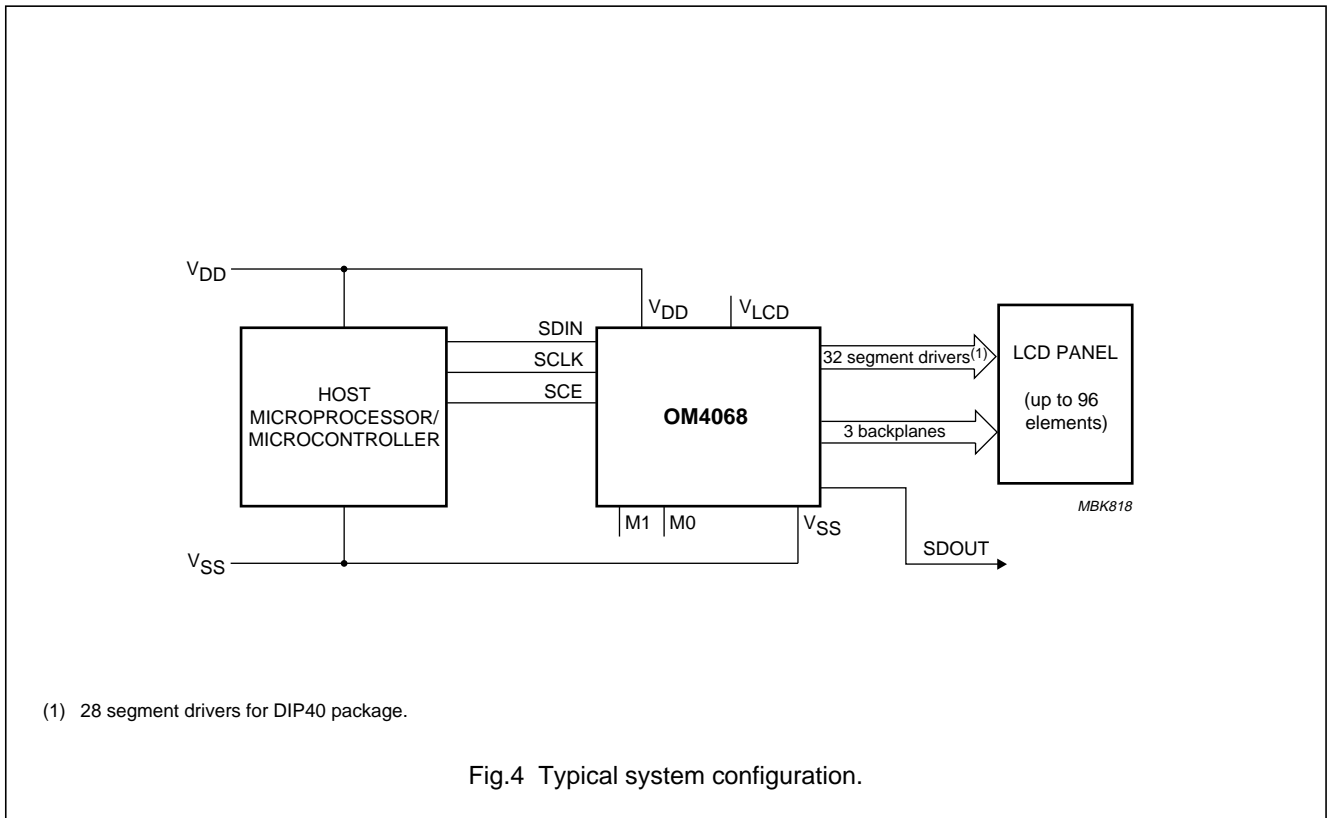 VDD
VDD
VLCD
SDIN
SCLK
SCE
HOST
MICROPROCESSOR/
MICROCONTROLLER
OM4068
32 segment drivers(1)
3 backplanes
LCD PANEL
(up to 96
elements)
MBK818
M1
M0
VSS
VSS
SDOUT
(1) 28 segment drivers for DIP40 package.
Fig.4 Typical system configuration.